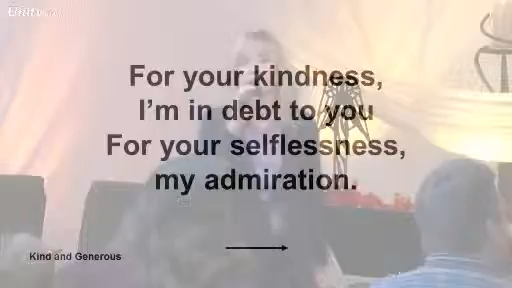 For your kindness,
I'm in debt to you
For your selflessness,
my admiration.
Kind and Generous